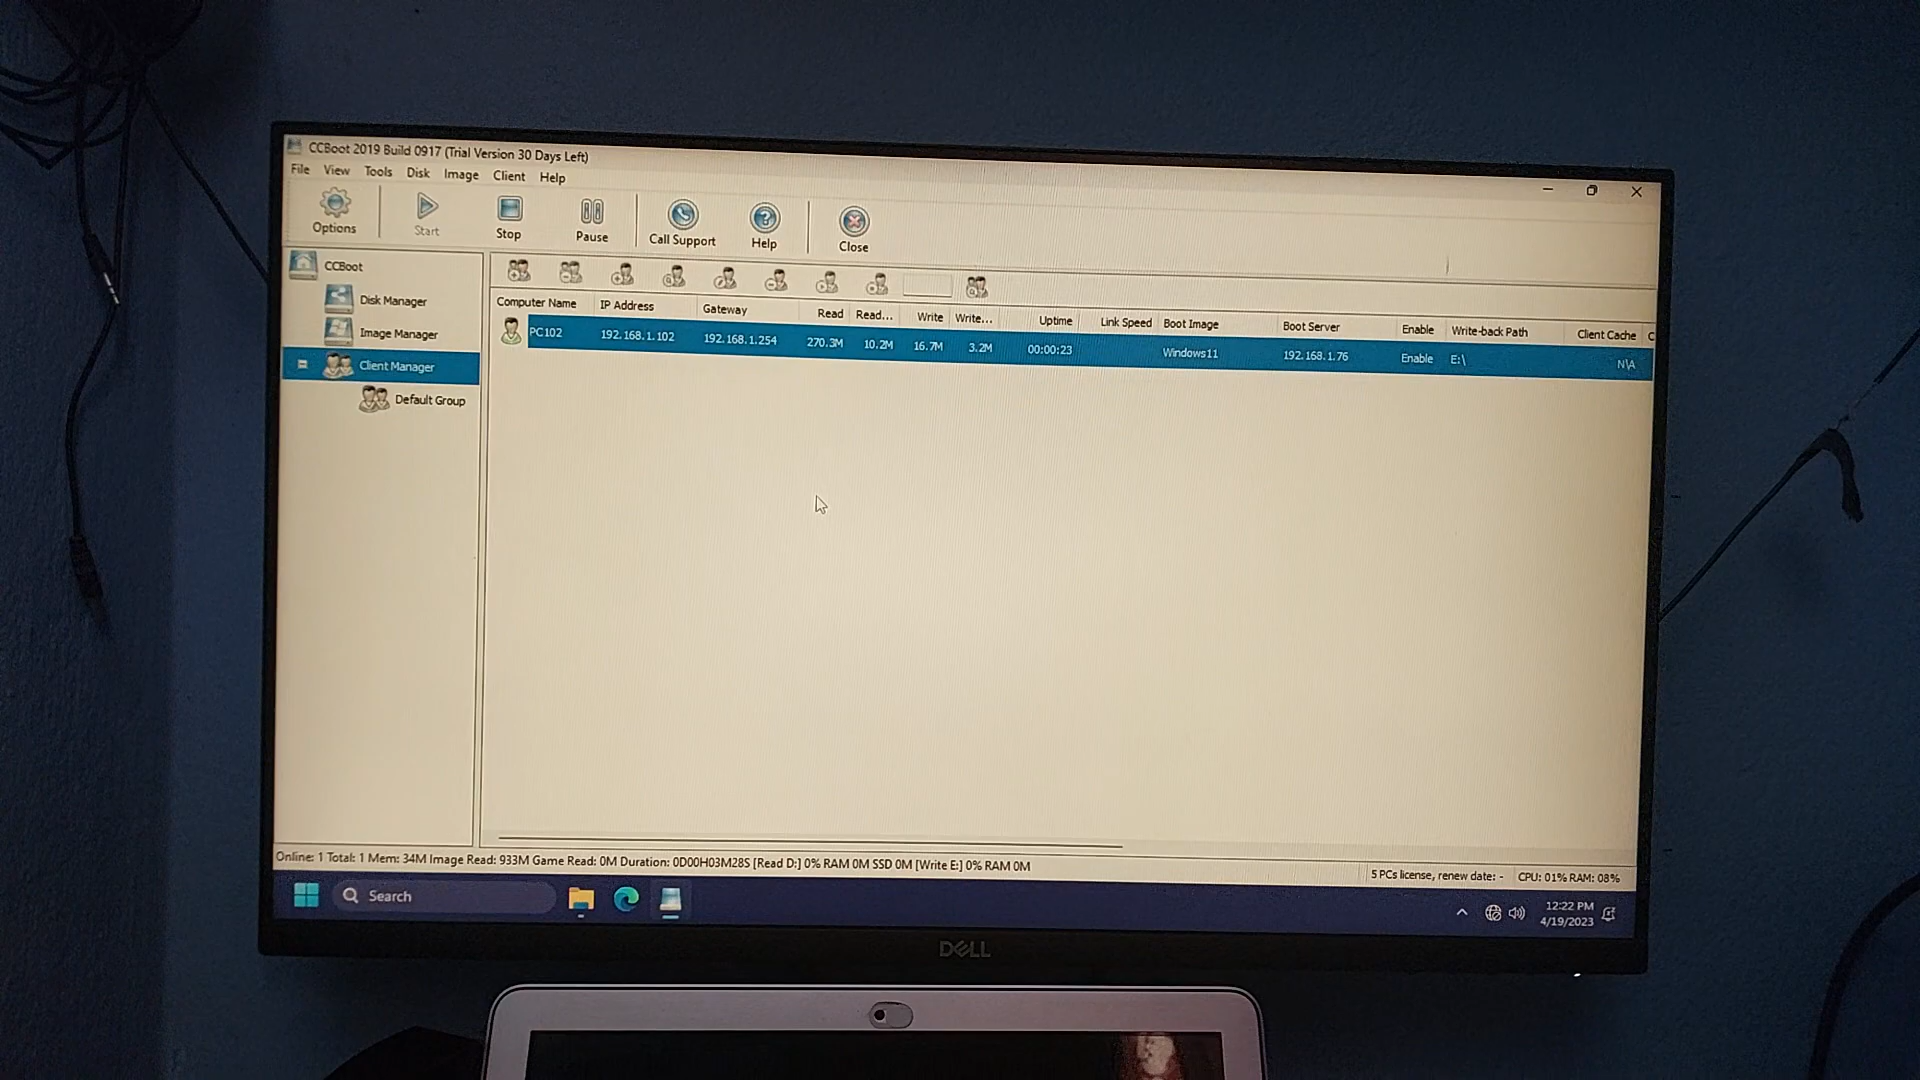 CCBoot 2019 Build 0917 (Trial Version 30 Days Left)
File View Tools Disk Image Client Help
Options Start Stop Pause Call Support Help Close
CCBoot
Disk Manager
Image Manager
Client Manager
Default Group
Computer Name IP Address Gateway Read Read... Write Write... Uptime Link Speed Boot Image Boot Server Enable Write-back Path Client Cache C
PC102 192.168.1.102 192.168.1.254 270.3M 10.2M 16.7M 3.2M 00:00:23 Windows11 192.168.1.76 Enable E:\ N\A
Online: 1 Total: 1 Mem: 34M Image Read: 933M Game Read: 0M Duration: 0D00H03M28S [Read D:] 0% RAM 0M SSD 0M [Write E:] 0% RAM 0M
5 PCs license, renew date: - CPU: 01% RAM: 08%
Search
12:22 PM
4/19/2023
DELL